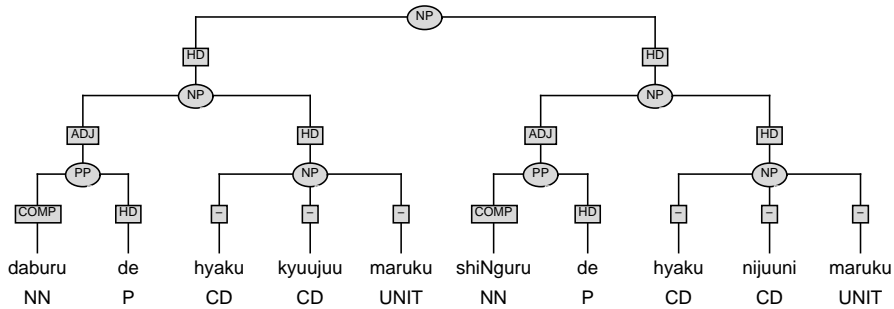 NP
HD HD
NP NP
ADJ HD ADJ HD
PP NP PP NP
COMP HD – – – COMP HD – – –
daburu de hyaku kyuujuu maruku shiNguru de hyaku nijuuni maruku
NN P CD CD UNIT NN P CD CD UNIT